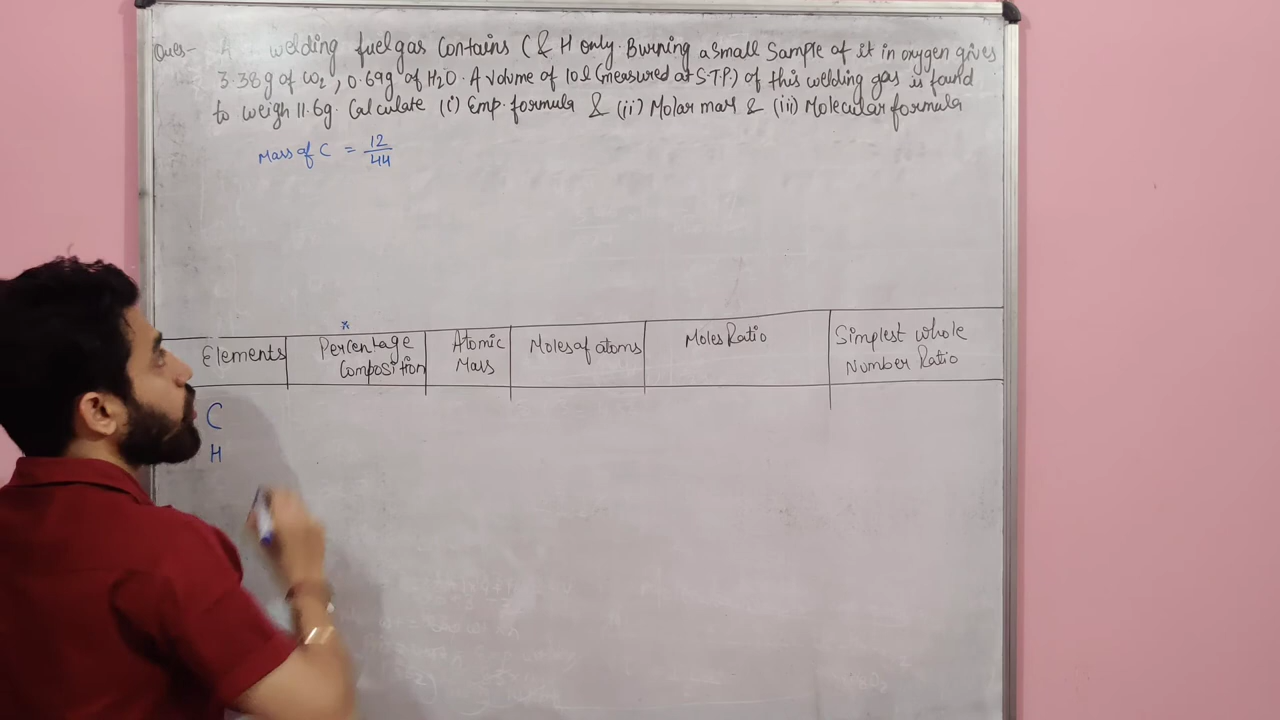 Ques- A welding fuel gas contains C & H only. Burning a small sample of it in oxygen gives
3.38g of CO2, 0.69g of H2O. A volume of 10l (measured at S.T.P.) of this welding gas is found
to weigh 11.6g. Calculate (i) Emp. formula & (ii) Molar mass & (iii) Molecular formula
Mass of C = 12/44
*
Elements
Percentage
Composition
Atomic
Mass
Moles of atoms
Moles Ratio
Simplest whole
Number Ratio
C
H